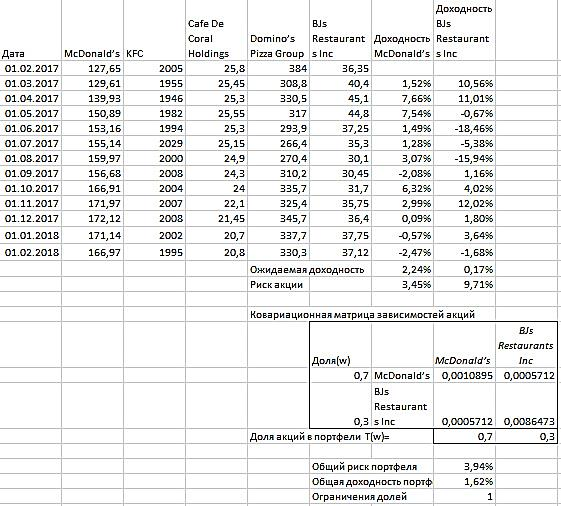 Дата McDonald's KFC Cafe De Coral Holdings Domino's Pizza Group BJs Restaurant s Inc Доходность McDonald's Доходность BJs Restaurant s Inc
01.02.2017 127,65 2005 25,8 384 36,35
01.03.2017 129,61 1955 25,45 308,8 40,4 1,52% 10,56%
01.04.2017 139,93 1946 25,3 330,5 45,1 7,66% 11,01%
01.05.2017 150,89 1982 25,55 317 44,8 7,54% -0,67%
01.06.2017 153,16 1994 25,3 293,9 37,25 1,49% -18,46%
01.07.2017 155,14 2029 25,15 266,4 35,3 1,28% -5,38%
01.08.2017 159,97 2000 24,9 270,4 30,1 3,07% -15,94%
01.09.2017 156,68 2008 24,3 310,2 30,45 -2,08% 1,16%
01.10.2017 166,91 2004 24 335,7 31,7 6,32% 4,02%
01.11.2017 171,97 2007 22,1 325,4 35,75 2,99% 12,02%
01.12.2017 172,12 2008 21,45 345,7 36,4 0,09% 1,80%
01.01.2018 171,14 2002 20,7 337,7 37,75 -0,57% 3,64%
01.02.2018 166,97 1995 20,8 330,3 37,12 -2,47% -1,68%
Ожидаемая доходность 2,24% 0,17%
Риск акции 3,45% 9,71%
Ковариационная матрица зависимостей акций
Доля(w) McDonald's BJs Restaurants Inc
0,7 McDonald's 0,0010895 0,0005712
0,3 BJs Restaurant s Inc 0,0005712 0,0086473
Доля акций в портфели T(w)= 0,7 0,3
Общий риск портфеля 3,94%
Общая доходность портф 1,62%
Ограничения долей 1